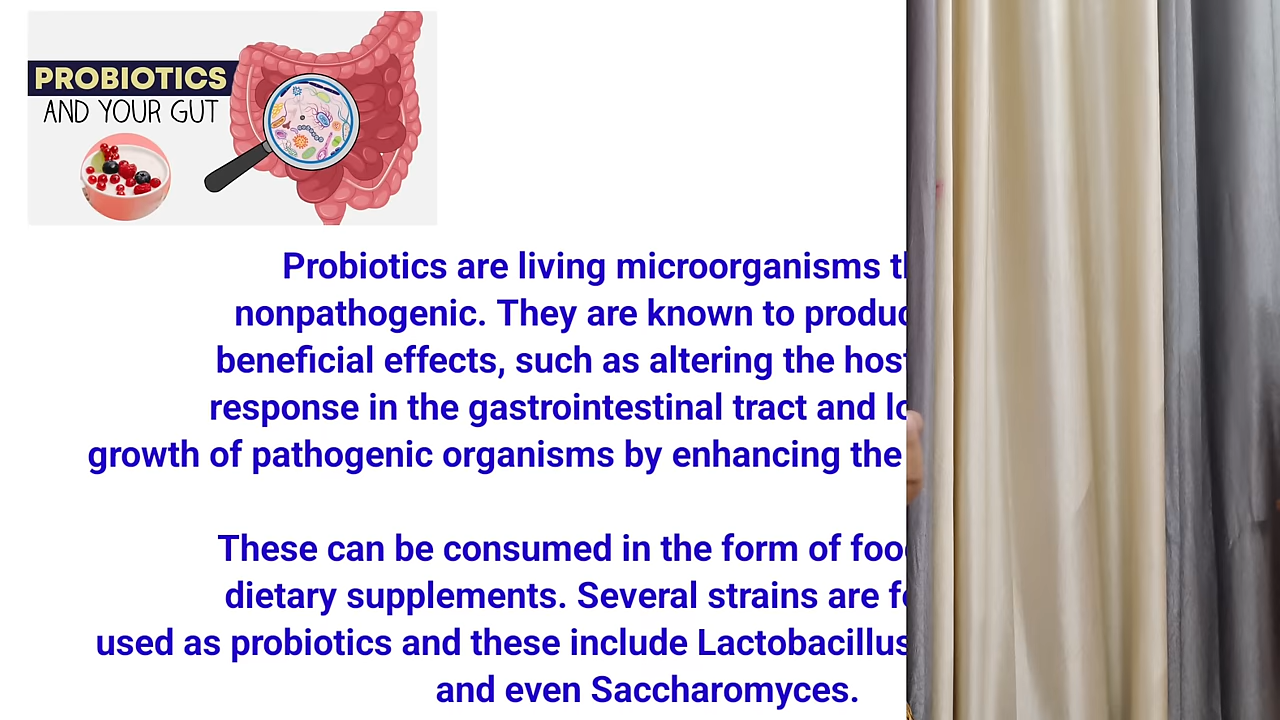 PROBIOTICS
AND YOUR GUT
Probiotics are living microorganisms
nonpathogenic. They are known to
beneficial effects, such as altering the
response in the gastrointestinal tract and
growth of pathogenic organisms by enhancing the
These can be consumed in the form of
dietary supplements. Several strains are
used as probiotics and these include Lactobacillus
and even Saccharomyces.